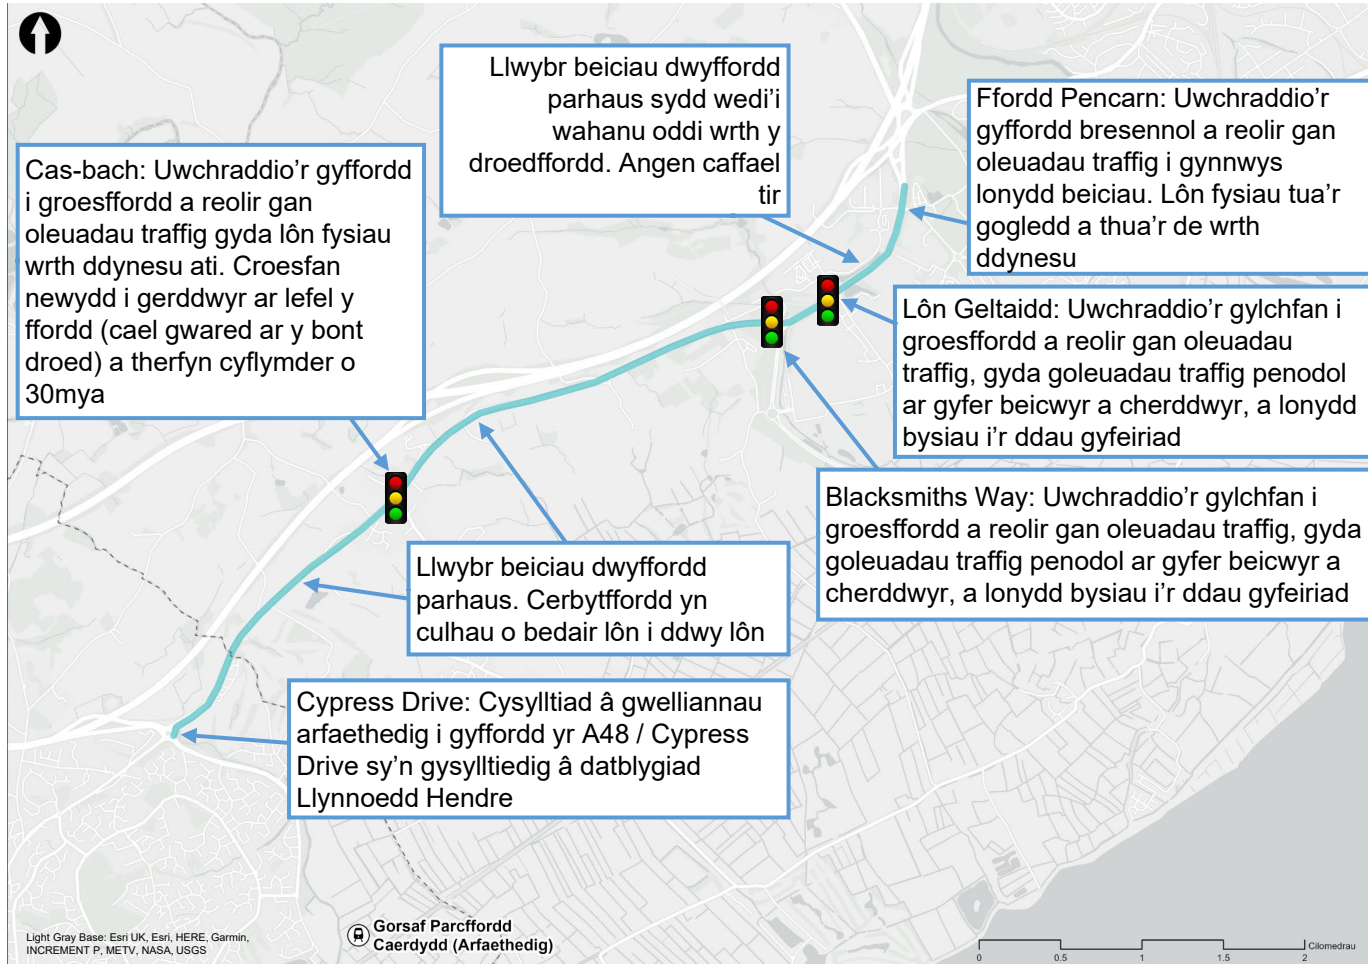 Llwybr beiciau dwyffordd
parhaus sydd wedi'i
wahanu oddi wrth y
droedffordd. Angen caffael
tir
Ffordd Pencarn: Uwchraddio'r
gyffordd bresennol a reolir gan
oleuadau traffig i gynnwys
lonydd beiciau. Lôn fysiau tua'r
gogledd a thua'r de wrth
ddynesu
Cas-bach: Uwchraddio'r gyffordd
i groesffordd a reolir gan
oleuadau traffig gyda lôn fysiau
wrth ddynesu ati. Croesfan
newydd i gerddwyr ar lefel y
ffordd (cael gwared ar y bont
droed) a therfyn cyflymder o
30mya
Lôn Geltaidd: Uwchraddio'r gylchfan i
groesffordd a reolir gan oleuadau
traffig, gyda goleuadau traffig penodol
ar gyfer beicwyr a cherddwyr, a lonydd
bysiau i'r ddau gyfeiriad
Blacksmiths Way: Uwchraddio'r gylchfan i
groesffordd a reolir gan oleuadau traffig, gyda
goleuadau traffig penodol ar gyfer beicwyr a
cherddwyr, a lonydd bysiau i'r ddau gyfeiriad
Llwybr beiciau dwyffordd
parhaus. Cerbytffordd yn
culhau o bedair lôn i ddwy lôn
Cypress Drive: Cysylltiad â gwelliannau
arfaethedig i gyffordd yr A48 / Cypress
Drive sy'n gysylltiedig â datblygiad
Llynnoedd Hendre
Gorsaf Parcffordd
Caerdydd (Arfaethedig)
Light Gray Base: Esri UK, Esri, HERE, Garmin,
INCREMENT P, METV, NASA, USGS
Cilomedrau
0 0.5 1 1.5 2